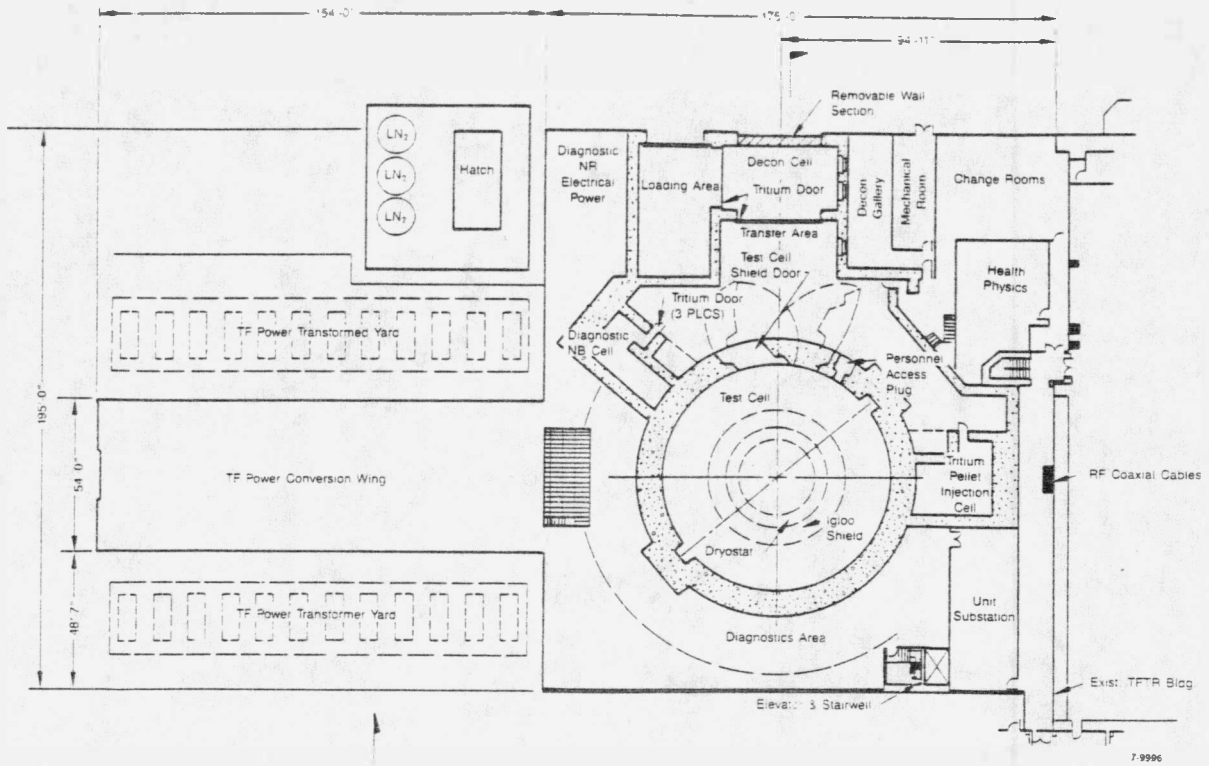 154'-0"
175'-0"
94'-11"
Removable Wall
Section
LN₂
LN₂
LN₂
Hatch
Diagnostic
NR
Electrical
Power
Loading Area
Decon Cell
Tritium Door
Decon
Gallery
Mechanical
Room
Change Rooms
Transfer Area
Test Cell
Shield Door
Health
Physics
Tritium Door
(3 PLCS)
TF Power Transformed Yard
Diagnostic
NB Cell
Personnel
Access
Plug
195'-0"
Test Cell
54'-0"
TF Power Conversion Wing
Tritium
Pellet
Injection
Cell
RF Coaxial Cables
Igloo
Shield
Dryostat
48'-7"
TF Power Transformer Yard
Unit
Substation
Diagnostics Area
Exist. TFTR Bldg.
Elevator & Stairwell
7-9996